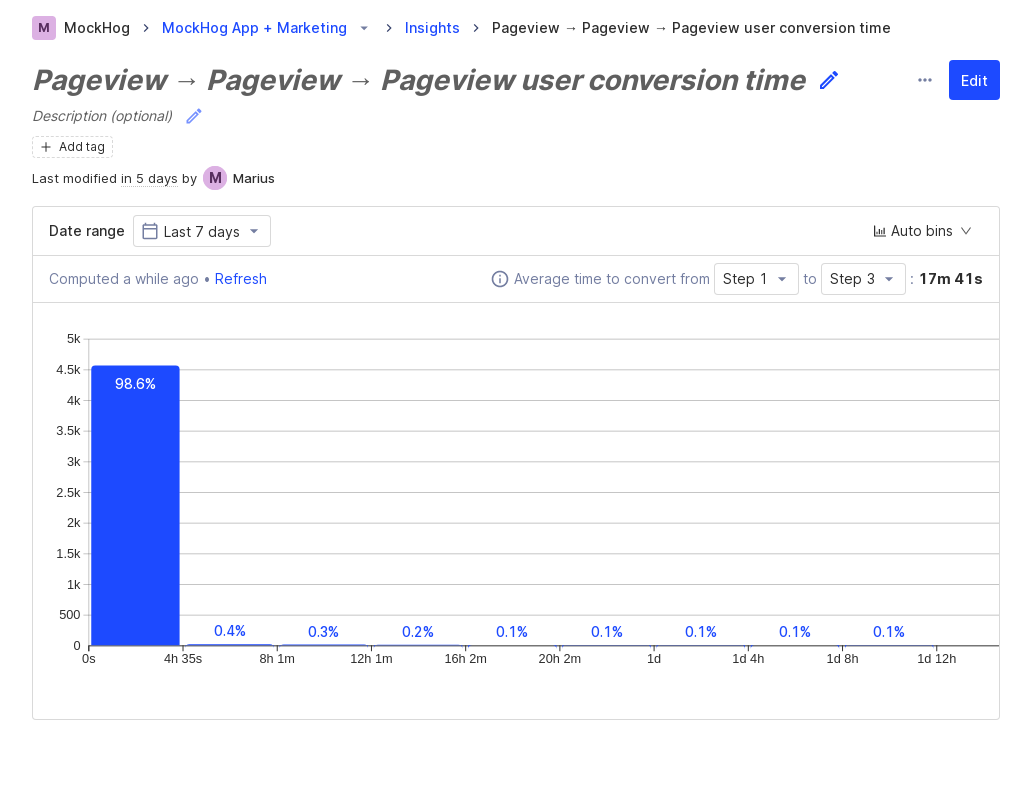 M MockHog > MockHog App + Marketing > Insights > Pageview → Pageview → Pageview user conversion time
Pageview → Pageview → Pageview user conversion time
Edit
Description (optional)
+ Add tag
Last modified in 5 days by M Marius
Date range Last 7 days Auto bins
Computed a while ago • Refresh Average time to convert from Step 1 to Step 3 : 17m 41s
5k
4.5k
98.6%
4k
3.5k
3k
2.5k
2k
1.5k
1k
500
0.4% 0.3% 0.2% 0.1% 0.1% 0.1% 0.1% 0.1%
0
0s 4h 35s 8h 1m 12h 1m 16h 2m 20h 2m 1d 1d 4h 1d 8h 1d 12h